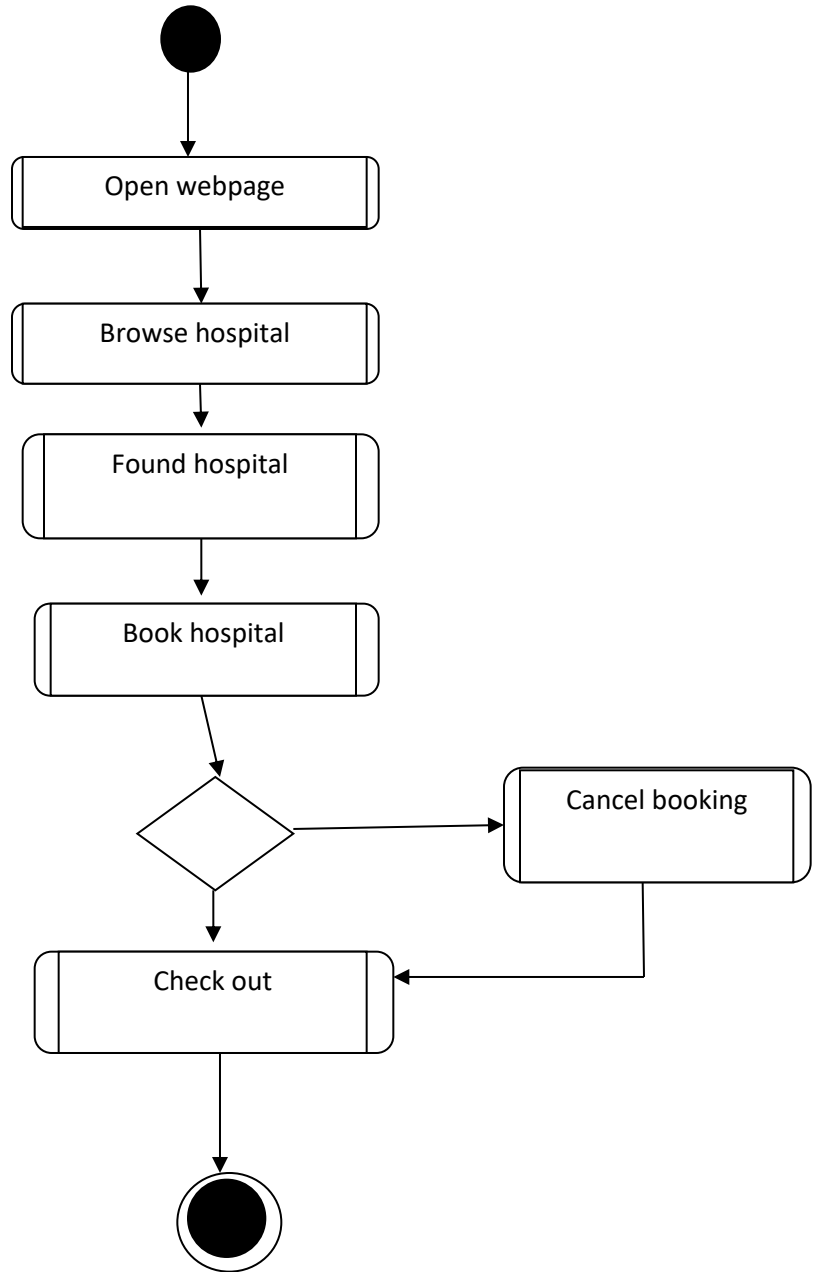 Open webpage
Browse hospital
Found hospital
Book hospital
Cancel booking
Check out